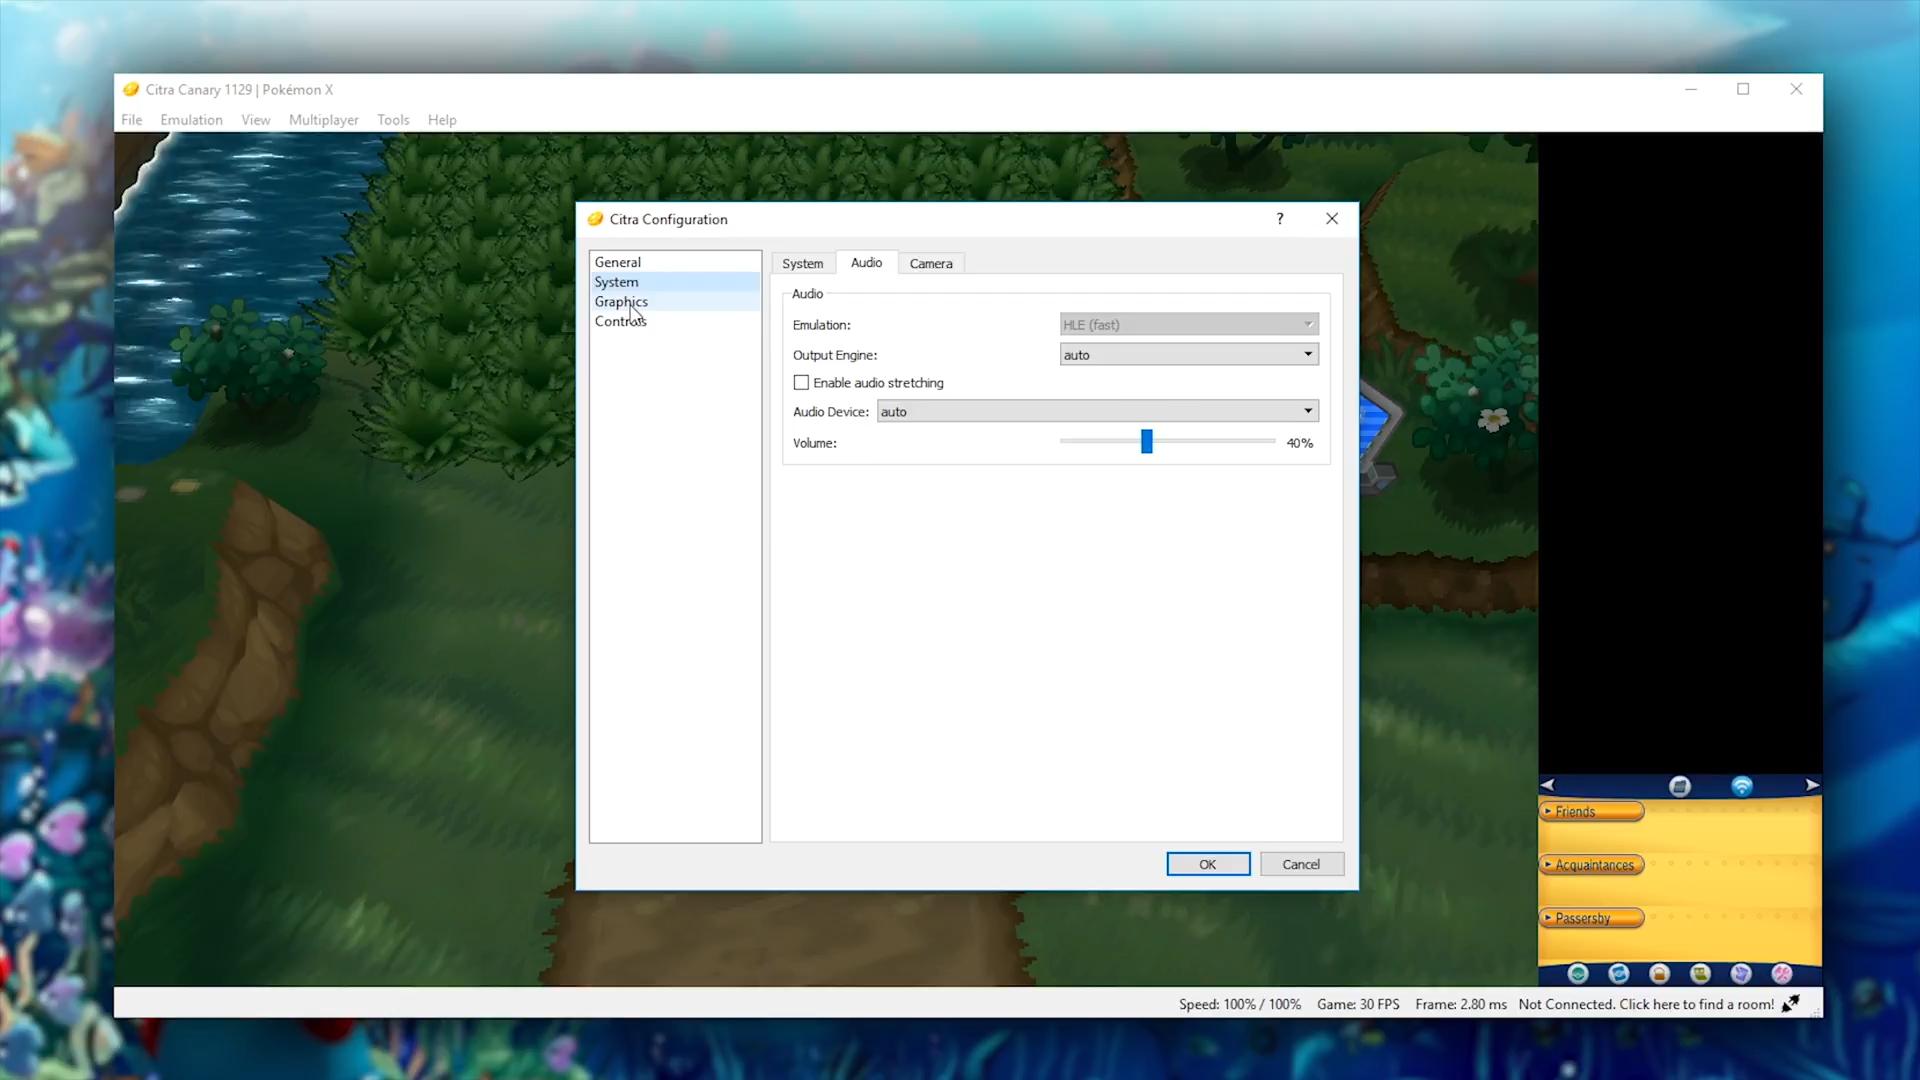 Citra Canary 1129 | Pokémon X
File Emulation View Multiplayer Tools Help
Citra Configuration
?
General
System
Graphics
Controls
System Audio Camera
Audio
Emulation: HLE (fast)
Output Engine: auto
Enable audio stretching
Audio Device: auto
Volume: 40%
OK Cancel
Friends
Acquaintances
Passersby
Speed: 100% / 100% Game: 30 FPS Frame: 2.80 ms Not Connected. Click here to find a room!